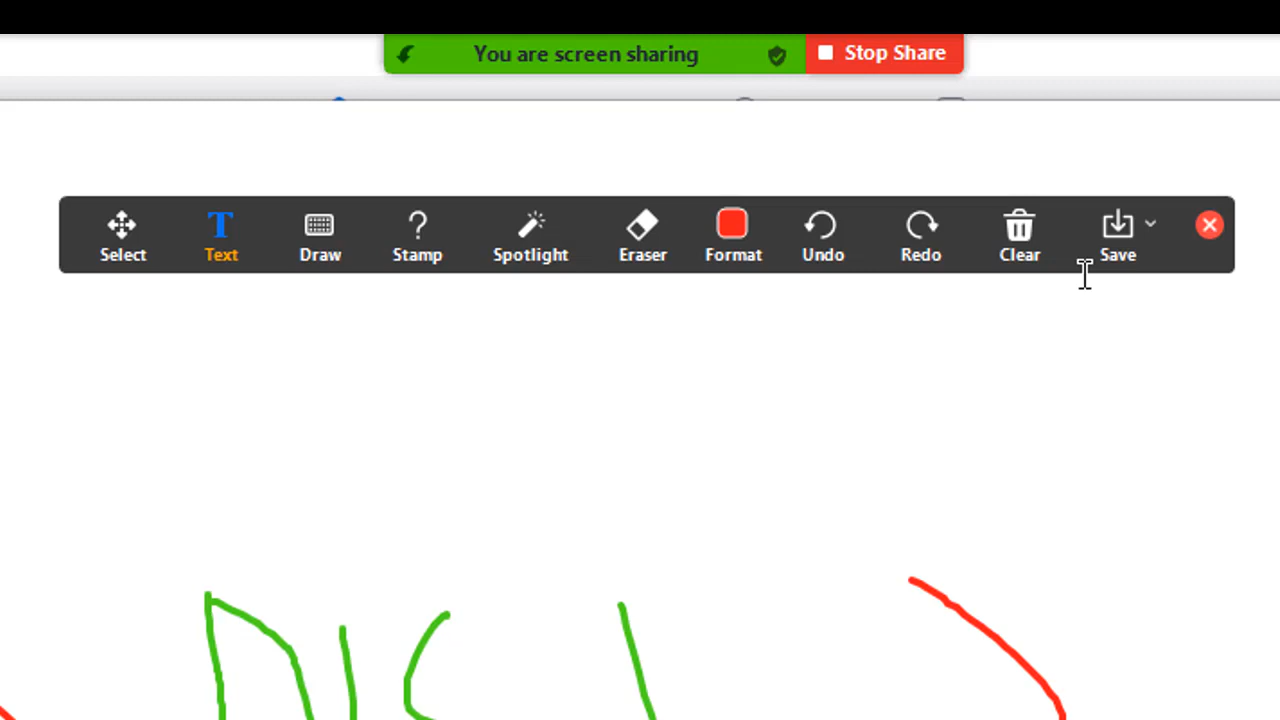 You are screen sharing Stop Share
Select Text Draw Stamp Spotlight Eraser Format Undo Redo Clear Save